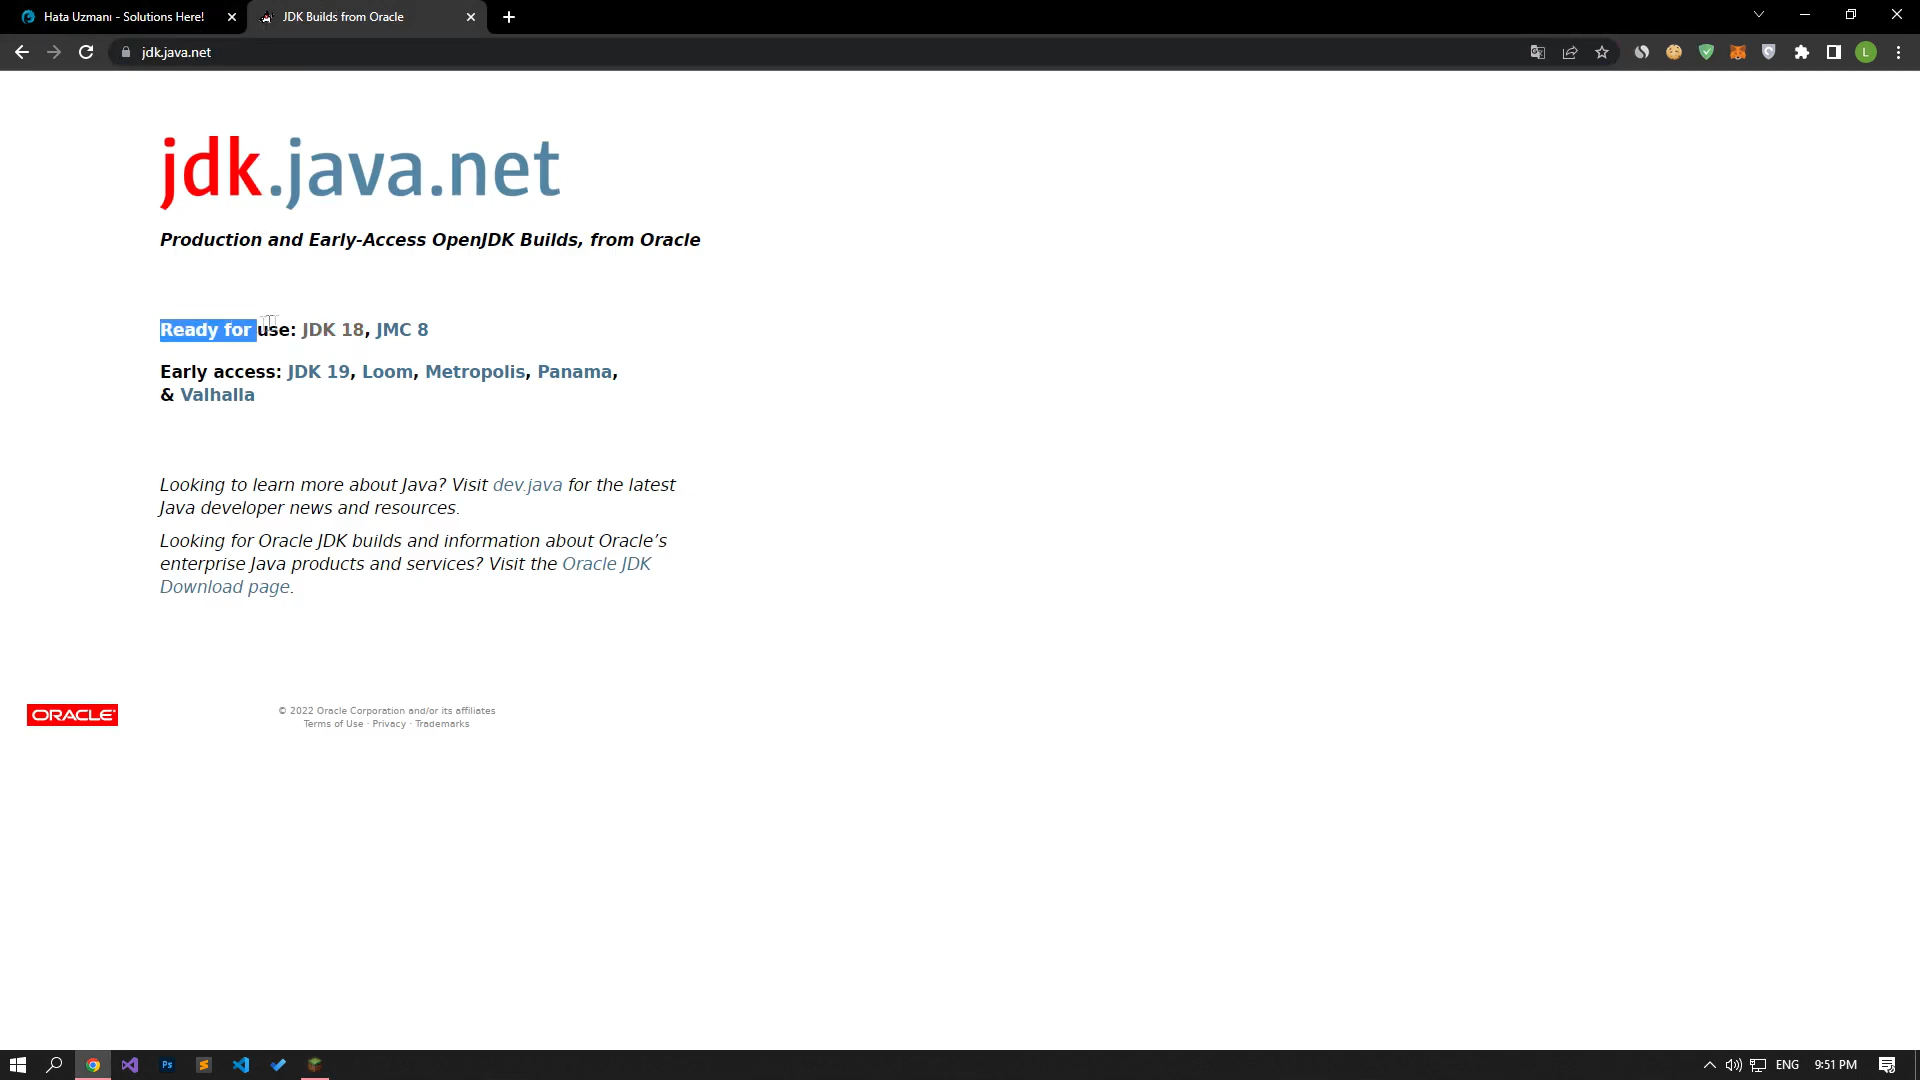 Hata Uzmanı - Solutions Here!
JDK Builds from Oracle
jdk.java.net
L
jdk.java.net
Production and Early-Access OpenJDK Builds, from Oracle
Ready for use: JDK 18, JMC 8
Early access: JDK 19, Loom, Metropolis, Panama,
& Valhalla
Looking to learn more about Java? Visit dev.java for the latest
Java developer news and resources.
Looking for Oracle JDK builds and information about Oracle’s
enterprise Java products and services? Visit the Oracle JDK
Download page.
ORACLE
© 2022 Oracle Corporation and/or its affiliates
Terms of Use · Privacy · Trademarks
Ps
ENG
9:51 PM